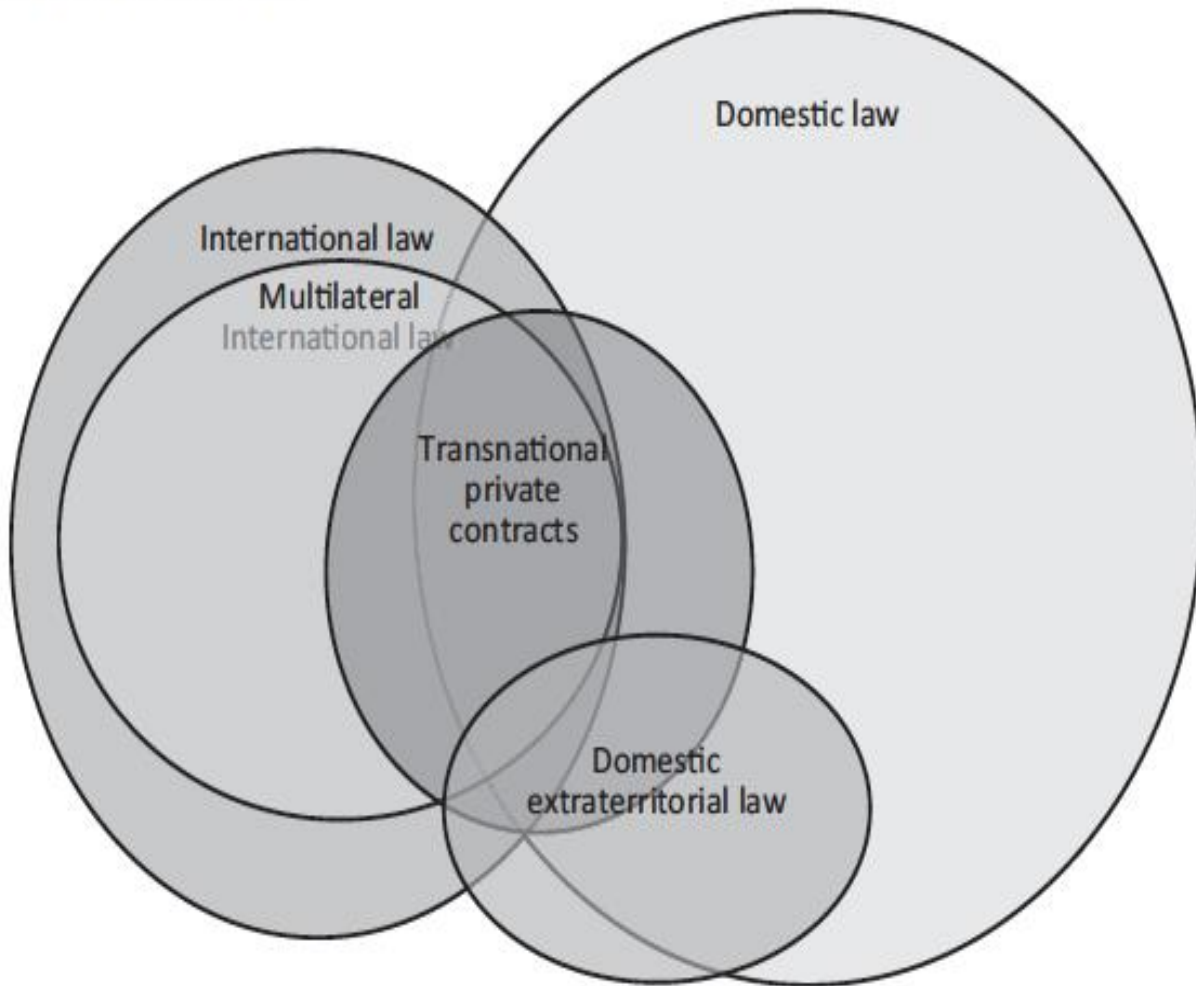 Domestic law
International law
Multilateral
International law
Transnational
private
contracts
Domestic
extraterritorial law